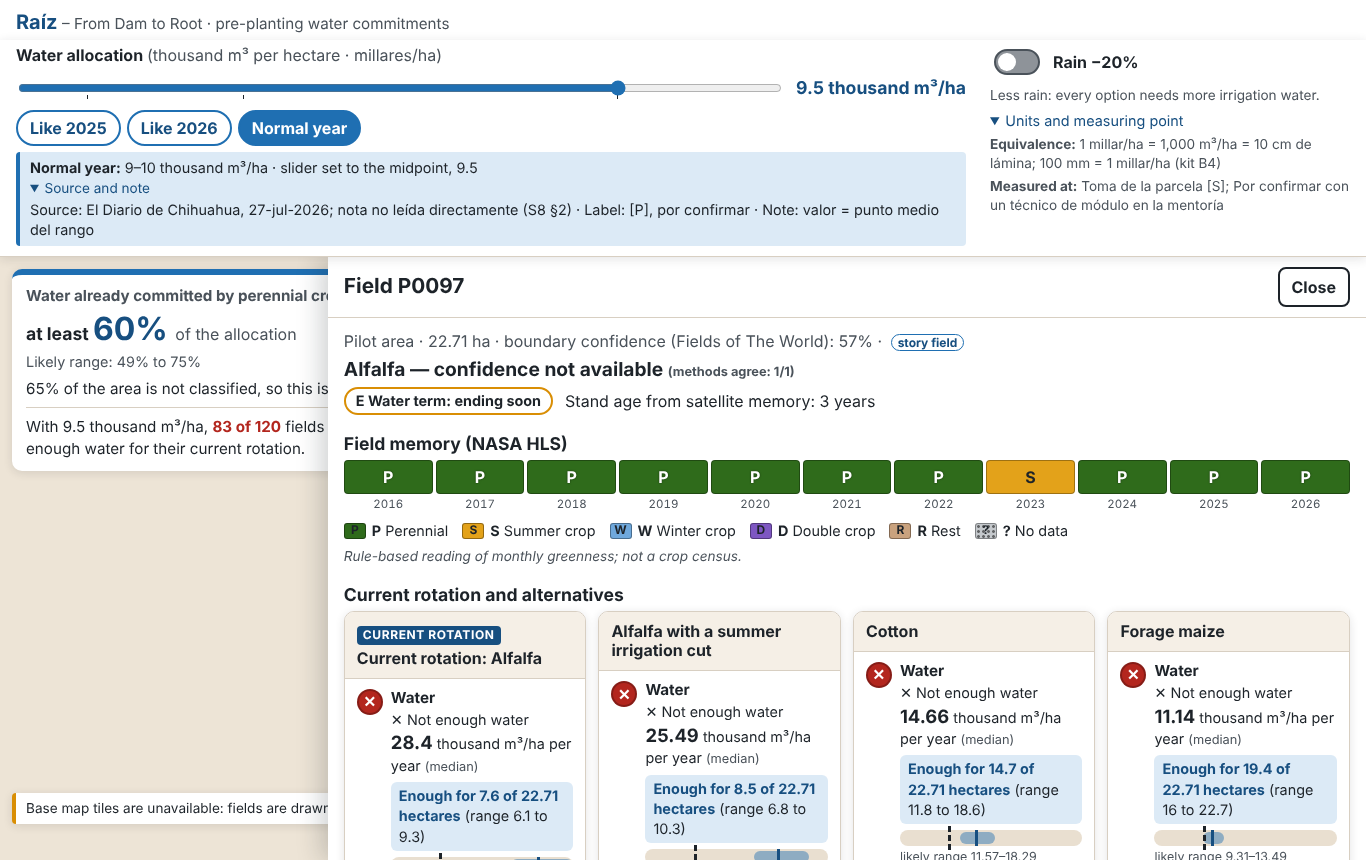 Raíz – From Dam to Root · pre-planting water commitments
Water allocation (thousand m³ per hectare · millares/ha)
9.5 thousand m³/ha
Like 2025 Like 2026 Normal year
Normal year: 9–10 thousand m³/ha · slider set to the midpoint, 9.5
▼ Source and note
Source: El Diario de Chihuahua, 27-jul-2026; nota no leída directamente (S8 §2) · Label: [P], por confirmar · Note: valor = punto medio
del rango
Rain −20%
Less rain: every option needs more irrigation water.
▼ Units and measuring point
Equivalence: 1 millar/ha = 1,000 m³/ha = 10 cm de
lámina; 100 mm = 1 millar/ha (kit B4)
Measured at: Toma de la parcela [S]; Por confirmar con
un técnico de módulo en la mentoría
Water already committed by perennial
at least 60% of the allocation
Likely range: 49% to 75%
65% of the area is not classified, so this is
With 9.5 thousand m³/ha, 83 of 120 fields
enough water for their current rotation.
Base map tiles are unavailable: fields are
Field P0097
Close
Pilot area · 22.71 ha · boundary confidence (Fields of The World): 57% · story field
Alfalfa — confidence not available (methods agree: 1/1)
E Water term: ending soon Stand age from satellite memory: 3 years
Field memory (NASA HLS)
P P P P P P P S P P P
2016 2017 2018 2019 2020 2021 2022 2023 2024 2025 2026
P P Perennial S S Summer crop W W Winter crop D D Double crop R R Rest ? ? No data
Rule-based reading of monthly greenness; not a crop census.
Current rotation and alternatives
CURRENT ROTATION
Current rotation: Alfalfa
Water
✕ Not enough water
28.4 thousand m³/ha per
year (median)
Enough for 7.6 of 22.71
hectares (range 6.1 to
9.3)
Alfalfa with a summer
irrigation cut
Water
✕ Not enough water
25.49 thousand m³/ha
per year (median)
Enough for 8.5 of 22.71
hectares (range 6.8 to
10.3)
Cotton
Water
✕ Not enough water
14.66 thousand m³/ha
per year (median)
Enough for 14.7 of
22.71 hectares (range
11.8 to 18.6)
likely range 11.57–18.29
Forage maize
Water
✕ Not enough water
11.14 thousand m³/ha per
year (median)
Enough for 19.4 of
22.71 hectares (range
16 to 22.7)
likely range 9.31–13.49